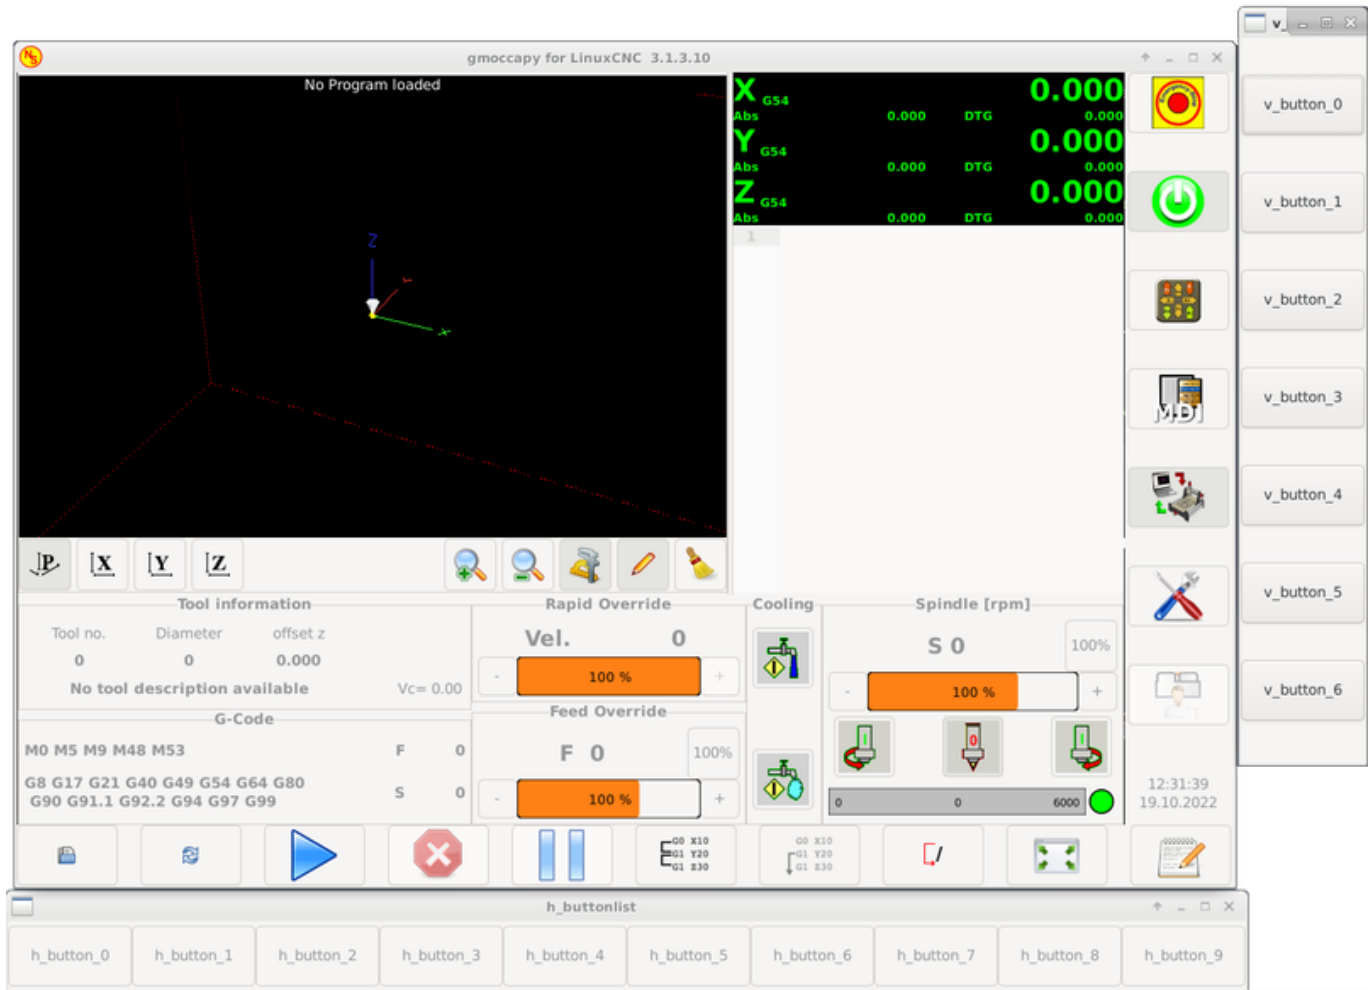 v_
gmoccapy for LinuxCNC 3.1.3.10
No Program loaded
X G54 0.000
Abs 0.000 DTG 0.000
Y G54 0.000
Abs 0.000 DTG 0.000
Z G54 0.000
Abs 0.000 DTG 0.000
1
Z
Y
X
MDI
v_button_0
v_button_1
v_button_2
v_button_3
v_button_4
v_button_5
v_button_6
P X Y Z
Tool information
Tool no. Diameter offset z
0 0 0.000
No tool description available Vc= 0.00
G-Code
M0 M5 M9 M48 M53 F 0
G8 G17 G21 G40 G49 G54 G64 G80
G90 G91.1 G92.2 G94 G97 G99
S 0
Rapid Override
Vel. 0
- 100 % +
Feed Override
F 0 100%
- 100 % +
Cooling
Spindle [rpm]
S 0 100%
- 100 % +
I 0 I
0 0 6000
12:31:39
19.10.2022
G0 X10
G1 Y20
G1 Z30
G0 X10
G1 Y20
G1 Z30
h_buttonlist
h_button_0 h_button_1 h_button_2 h_button_3 h_button_4 h_button_5 h_button_6 h_button_7 h_button_8 h_button_9